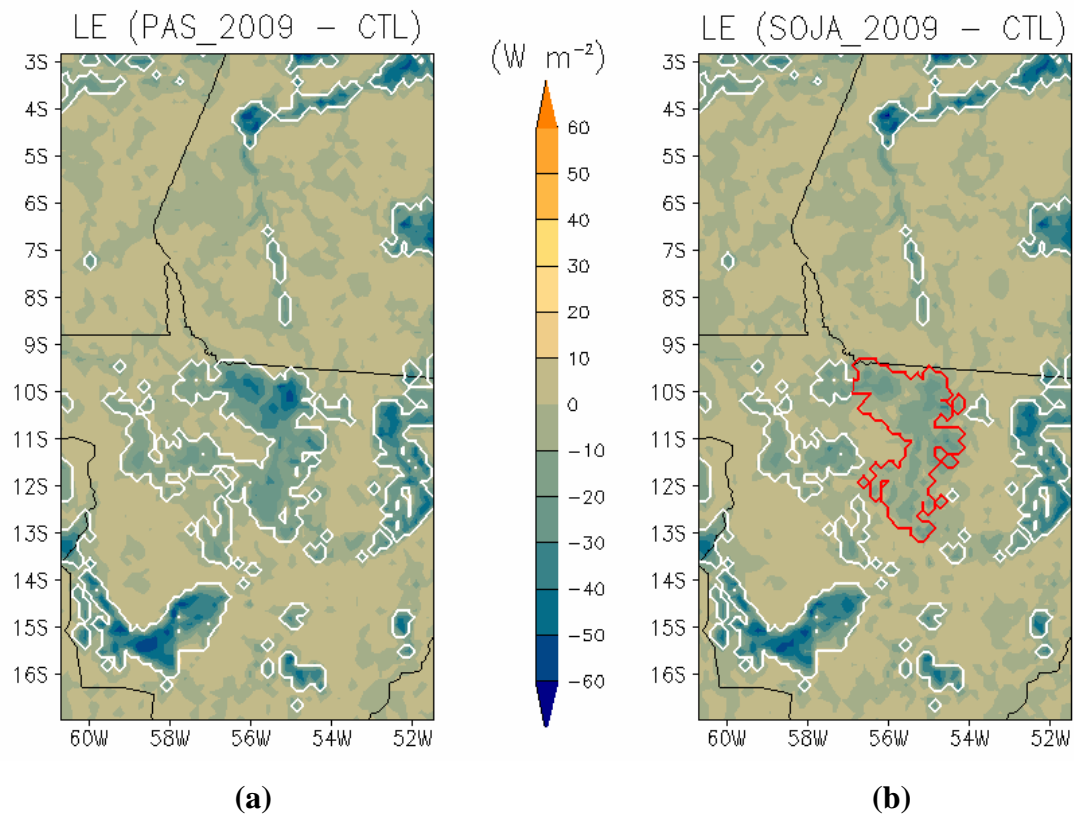 LE (PAS_2009 − CTL)
3S
4S
5S
6S
7S
8S
9S
10S
11S
12S
13S
14S
15S
16S
60W 58W 56W 54W 52W
(a)
(W m⁻²)
60
50
40
30
20
10
0
−10
−20
−30
−40
−50
−60
LE (SOJA_2009 − CTL)
3S
4S
5S
6S
7S
8S
9S
10S
11S
12S
13S
14S
15S
16S
60W 58W 56W 54W 52W
(b)